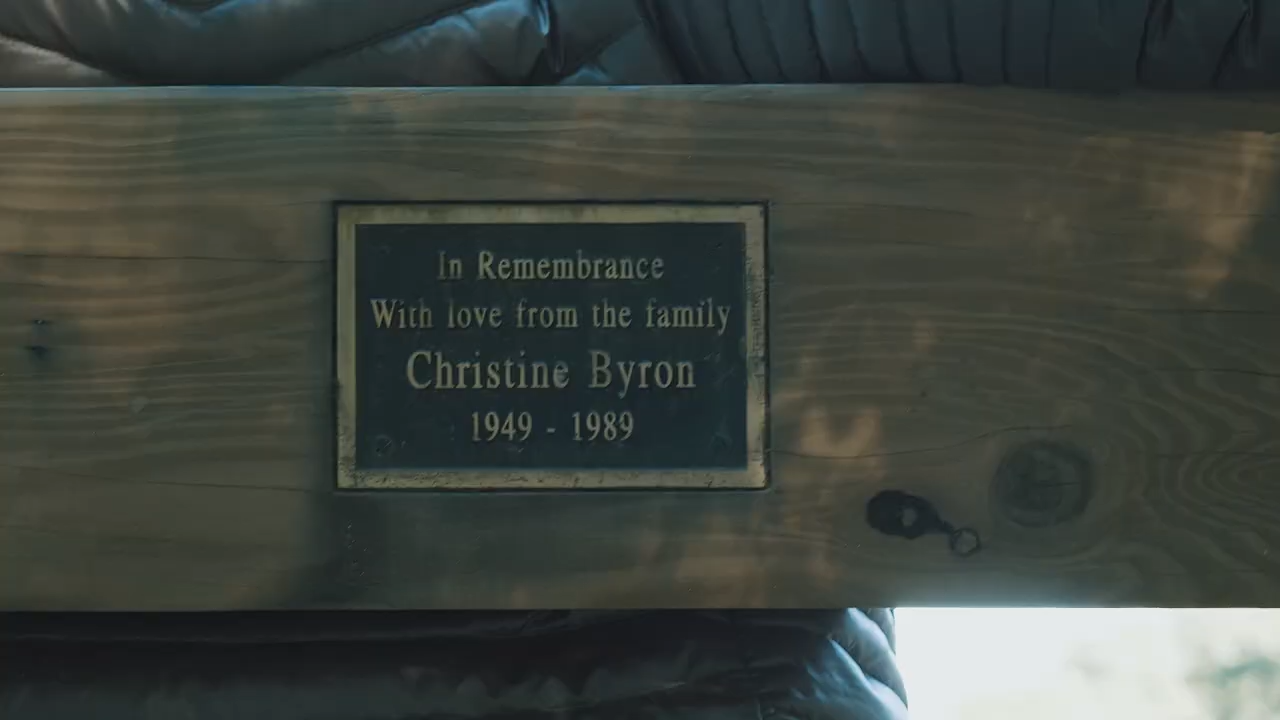 In Remembrance
With love from the family
Christine Byron
1949 - 1989